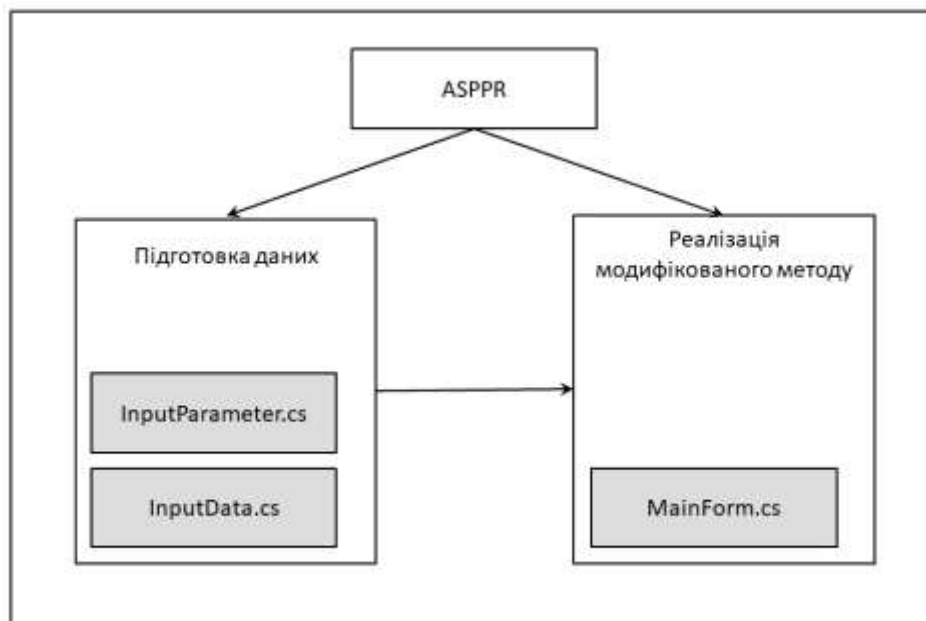 ASPPR
Підготовка даних
InputParameter.cs
InputData.cs
Реалізація
модифікованого методу
MainForm.cs